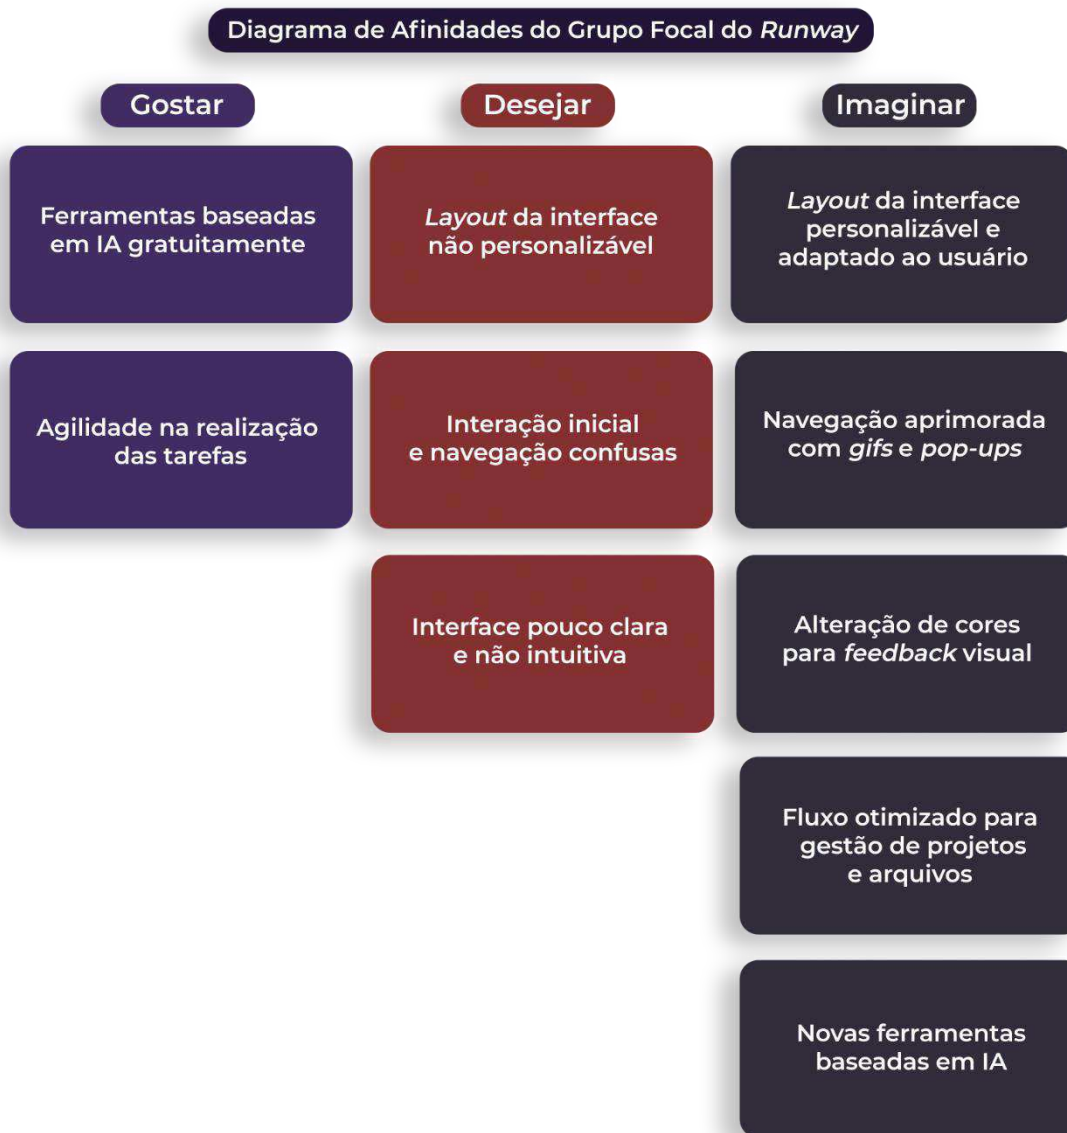 Diagrama de Afinidades do Grupo Focal do Runway
Gostar
Desejar
Imaginar
Ferramentas baseadas
em IA gratuitamente
Layout da interface
não personalizável
Layout da interface
personalizável e
adaptado ao usuário
Agilidade na realização
das tarefas
Interação inicial
e navegação confusas
Navegação aprimorada
com gifs e pop-ups
Interface pouco clara
e não intuitiva
Alteração de cores
para feedback visual
Fluxo otimizado para
gestão de projetos
e arquivos
Novas ferramentas
baseadas em IA